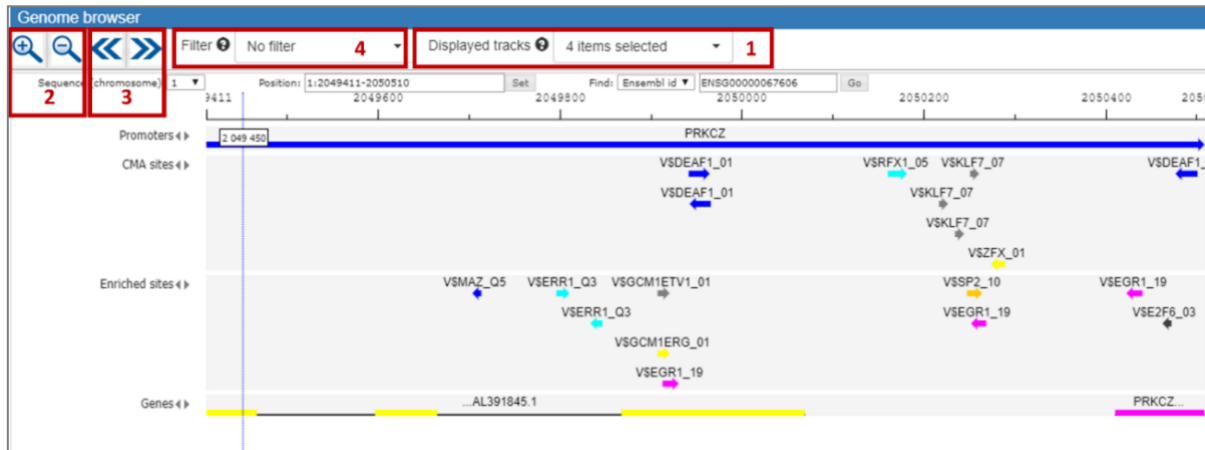 Genome browser
Filter ? No filter 4 Displayed tracks ? 4 items selected 1
Sequence (chromosome) 1 Position: 1:2049411-2050510 Set Find: Ensembl id ENSG00000067606 Go
2 3
9411 2049600 2049800 2050000 2050200 2050400 205
Promoters 2 049 450 PRKCZ
CMA sites V$DEAF1_01 V$RFX1_05 V$KLF7_07 V$DEAF1_
V$DEAF1_01 V$KLF7_07
V$KLF7_07
V$ZFX_01
Enriched sites V$MAZ_Q5 V$ERR1_Q3 V$GCM1ETV1_01 V$SP2_10 V$EGR1_19
V$ERR1_Q3 V$EGR1_19 V$E2F6_03
V$GCM1ERG_01
V$EGR1_19
Genes ...AL391845.1 PRKCZ...